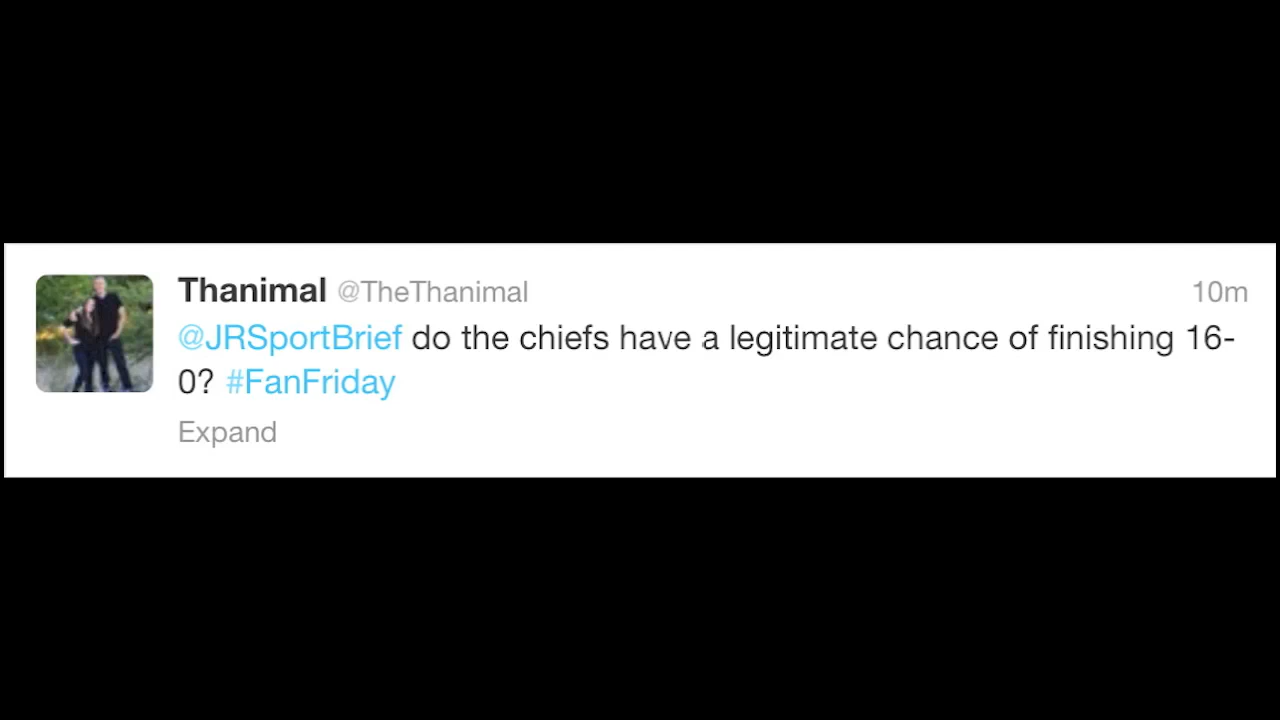 Thanimal @TheThanimal 10m
@JRSportBrief do the chiefs have a legitimate chance of finishing 16-
0? #FanFriday
Expand